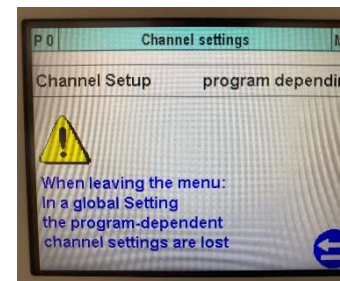 P 0 Channel settings
Channel Setup program
When leaving the menu:
In a global Setting
the program-dependent
channel settings are lost